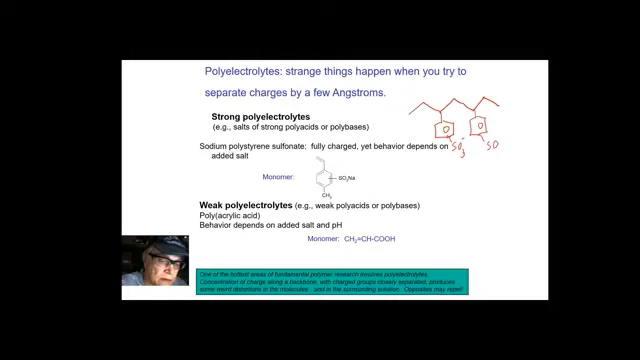 Polyelectrolytes: strange things happen when you try to
separate charges by a few Angstroms.
Strong polyelectrolytes
(e.g., salts of strong polyacids or polybases)
Sodium polystyrene sulfonate: fully charged, yet behavior depends on
added salt
Monomer:
SO3Na
CH3
SO3-
SO
Weak polyelectrolytes (e.g., weak polyacids or polybases)
Poly(acrylic acid)
Behavior depends on added salt and pH
Monomer: CH2=CH-COOH
One of the hottest areas of fundamental polymer research involves polyelectrolytes.
Concentration of charge along a backbone, with charged groups closely separated, produces
some weird distortions in the molecules and in the surrounding solution. Opposites may repel!